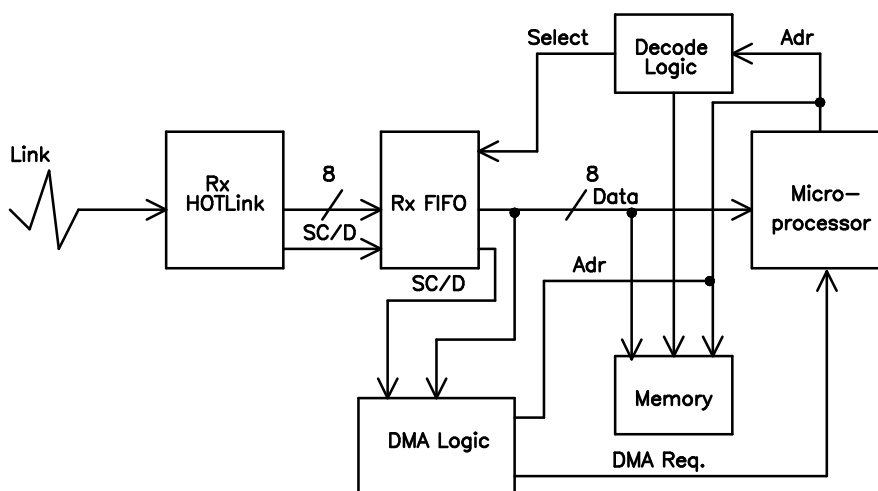 Select
Decode
Logic
Adr
Link
Rx
HOTLink
8
SC/D
Rx FIFO
8
Data
Micro-
processor
SC/D
Adr
Memory
DMA Logic
DMA Req.